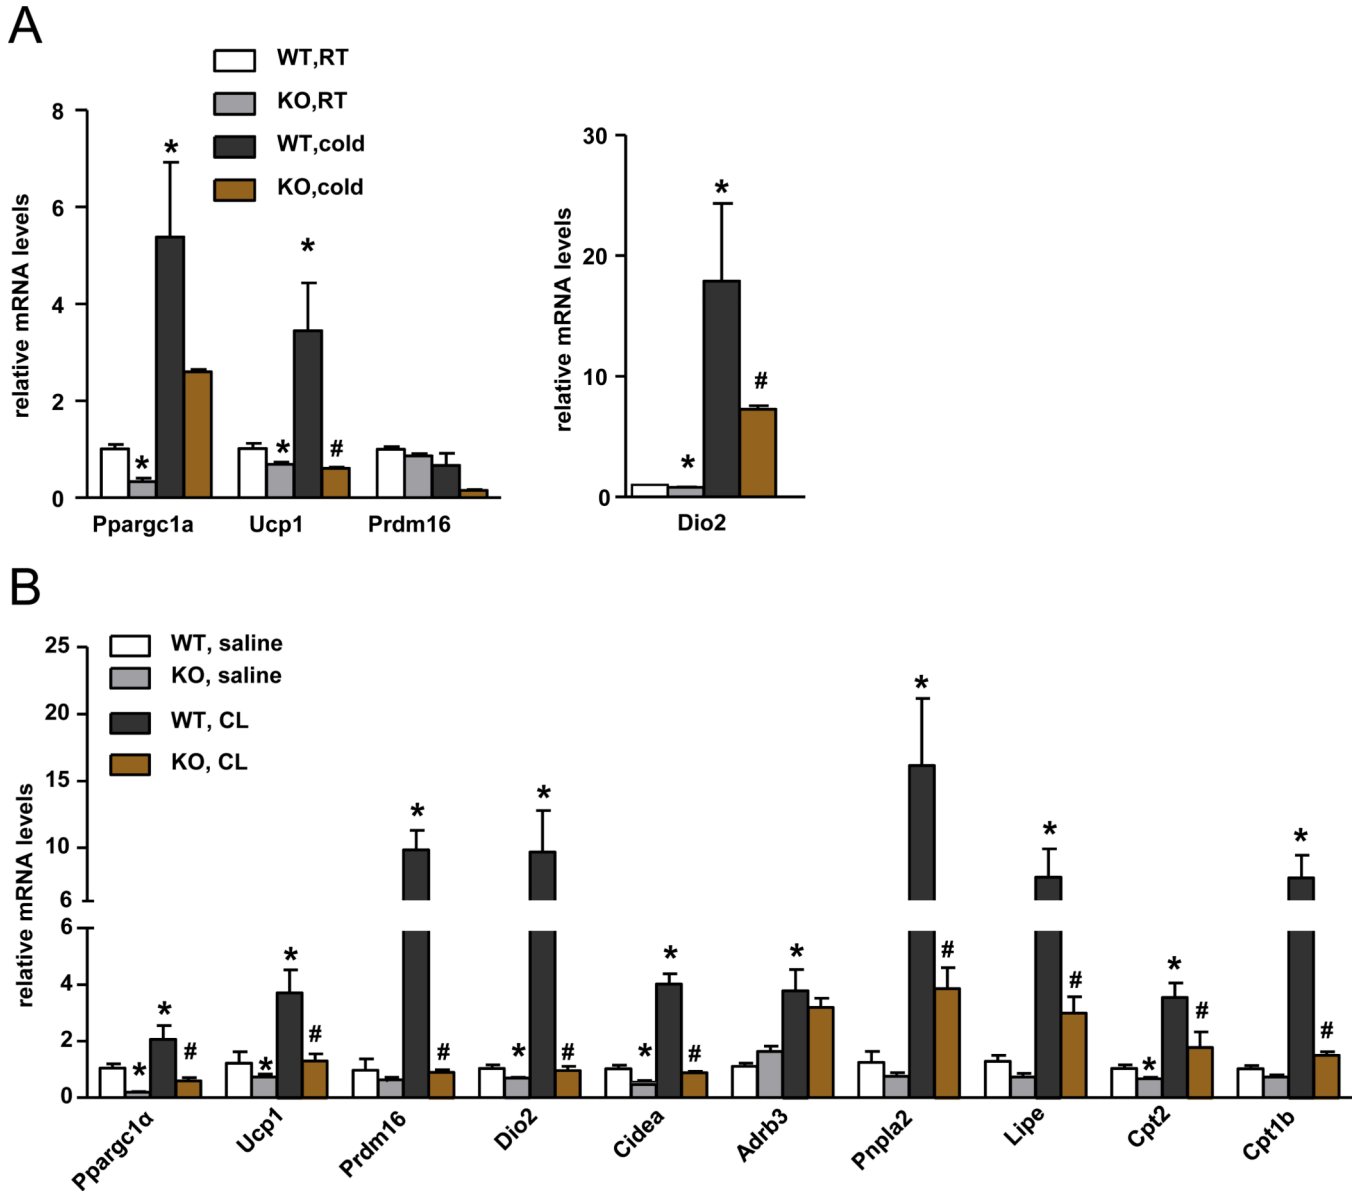 A
WT,RT
KO,RT
WT,cold
KO,cold
relative mRNA levels
8
6
4
2
0
*
*
*
*
#
Ppargc1a Ucp1 Prdm16
relative mRNA levels
30
20
10
0
*
*
#
Dio2
B
WT, saline
KO, saline
WT, CL
KO, CL
relative mRNA levels
25
20
15
10
6
6
4
2
0
* * #
* * #
* #
* * #
* * #
*
* #
* #
* * #
* #
Ppargc1α Ucp1 Prdm16 Dio2 Cidea Adrb3 Pnpla2 Lipe Cpt2 Cpt1b